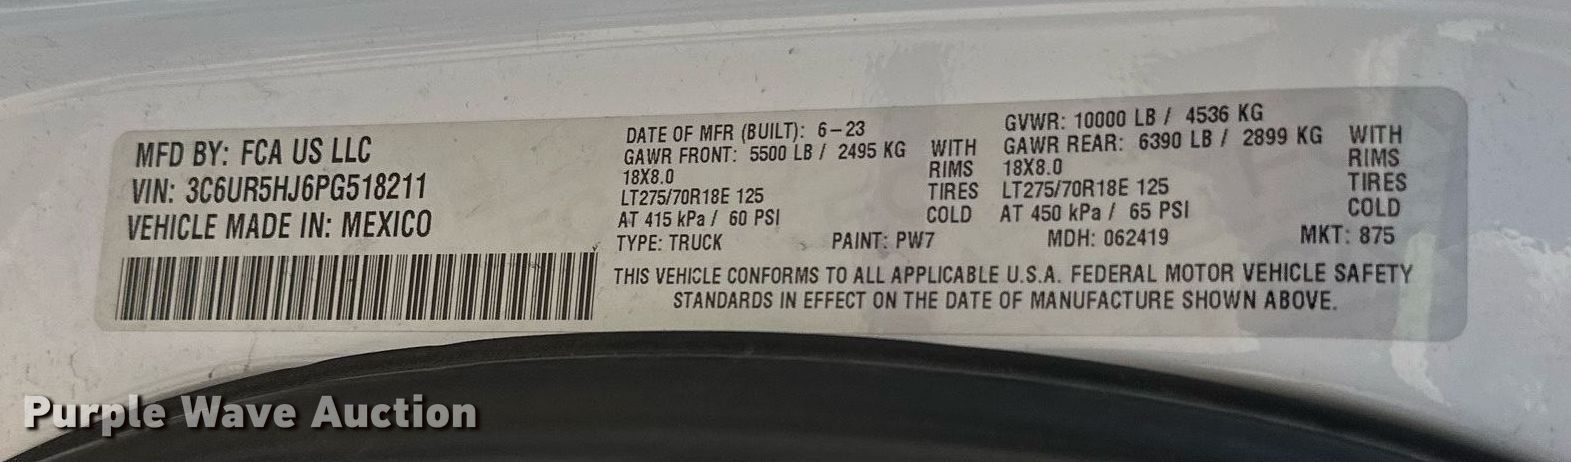 MFD BY: FCA US LLC
VIN: 3C6UR5HJ6PG518211
VEHICLE MADE IN: MEXICO
DATE OF MFR (BUILT): 6-23
GVWR: 10000 LB / 4536 KG
GAWR FRONT: 5500 LB / 2495 KG WITH
18X8.0 RIMS
LT275/70R18E 125 TIRES
AT 415 kPa / 60 PSI COLD
GAWR REAR: 6390 LB / 2899 KG WITH
18X8.0 RIMS
LT275/70R18E 125 TIRES
AT 450 kPa / 65 PSI COLD
TYPE: TRUCK PAINT: PW7 MDH: 062419 MKT: 875
THIS VEHICLE CONFORMS TO ALL APPLICABLE U.S.A. FEDERAL MOTOR VEHICLE SAFETY
STANDARDS IN EFFECT ON THE DATE OF MANUFACTURE SHOWN ABOVE.
Purple Wave Auction